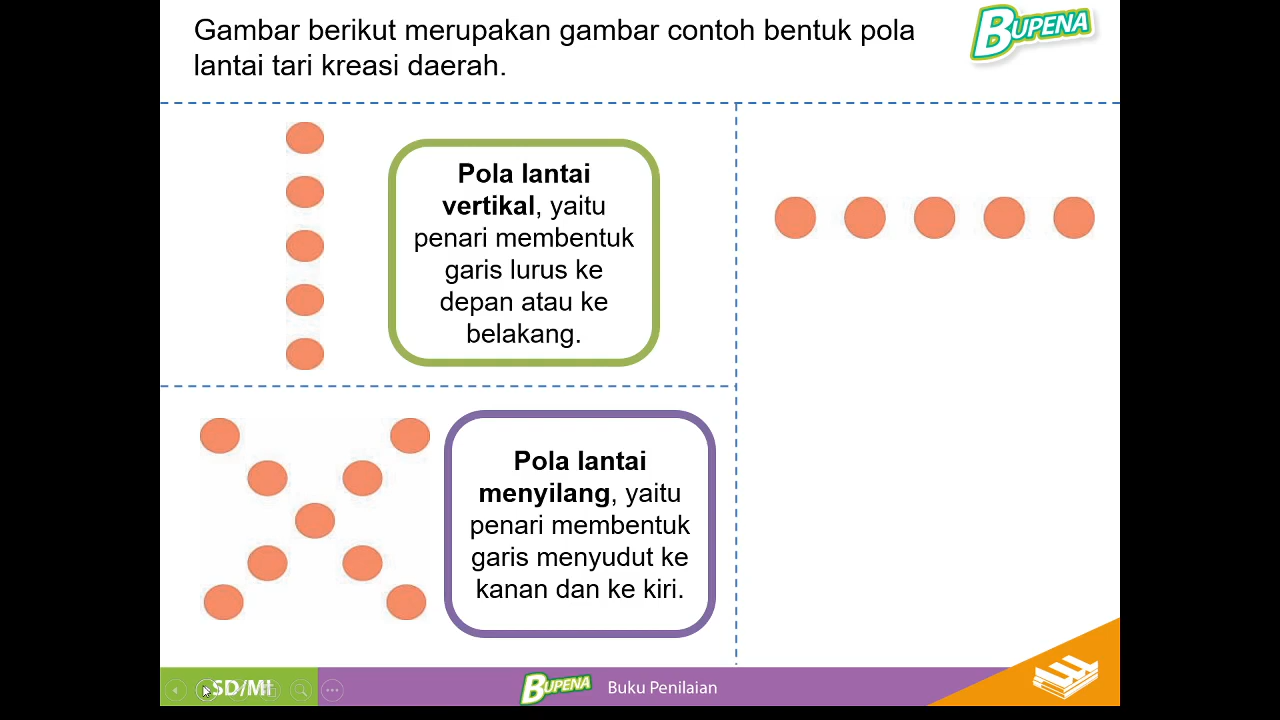 Gambar berikut merupakan gambar contoh bentuk pola
lantai tari kreasi daerah.
BUPENA
Pola lantai
vertikal, yaitu
penari membentuk
garis lurus ke
depan atau ke
belakang.
Pola lantai
menyilang, yaitu
penari membentuk
garis menyudut ke
kanan dan ke kiri.
SD/MI
BUPENA
Buku Penilaian